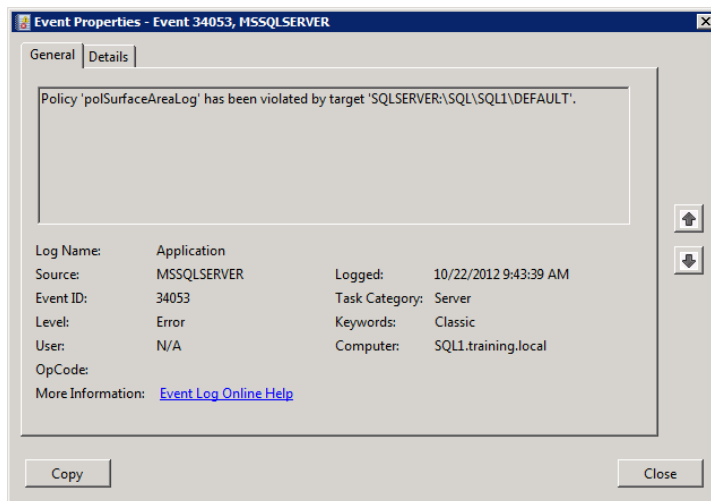 Event Properties - Event 34053, MSSQLSERVER
General Details
Policy 'polSurfaceAreaLog' has been violated by target 'SQLSERVER:\SQL\SQL1\DEFAULT'.
Log Name: Application
Source: MSSQLSERVER Logged: 10/22/2012 9:43:39 AM
Event ID: 34053 Task Category: Server
Level: Error Keywords: Classic
User: N/A Computer: SQL1.training.local
OpCode:
More Information: Event Log Online Help
Copy Close